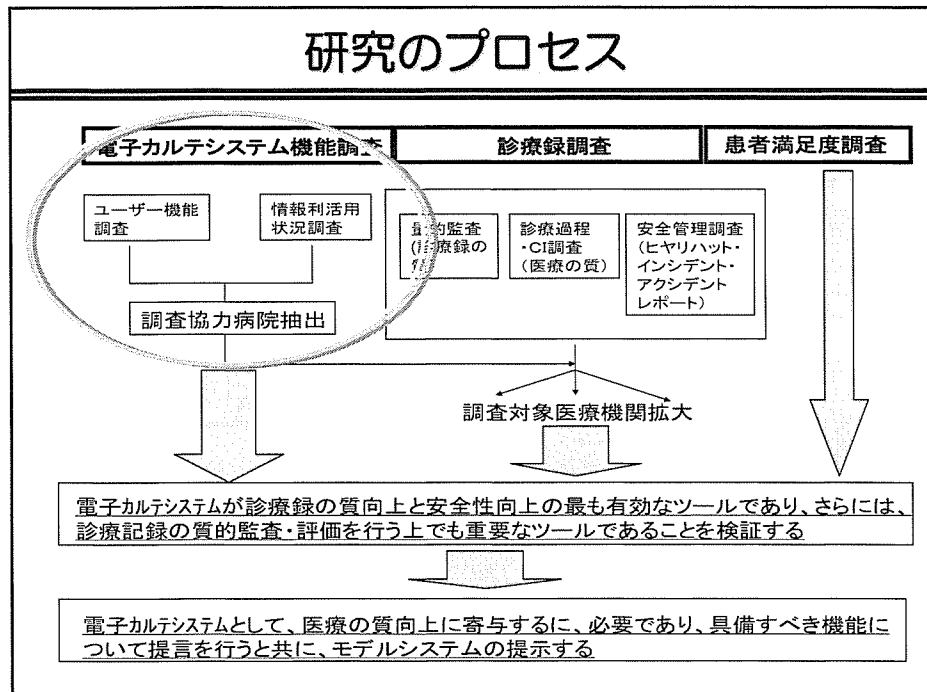 研究のプロセス
電子カルテシステム機能調査
診療録調査
患者満足度調査
ユーザー機能
調査
情報利活用
状況調査
調査協力病院抽出
的監査
(診療録の
質)
診療過程
・CI調査
(医療の質)
安全管理調査
(ヒヤリハット・
インシデント・
アクシデント
レポート)
調査対象医療機関拡大
電子カルテシステムが診療録の質向上と安全性向上の最も有効なツールであり、さらには、
診療記録の質的監査・評価を行う上でも重要なツールであることを検証する
電子カルテシステムとして、医療の質向上に寄与するに、必要であり、具備すべき機能に
ついて提言を行うと共に、モデルシステムの提示する